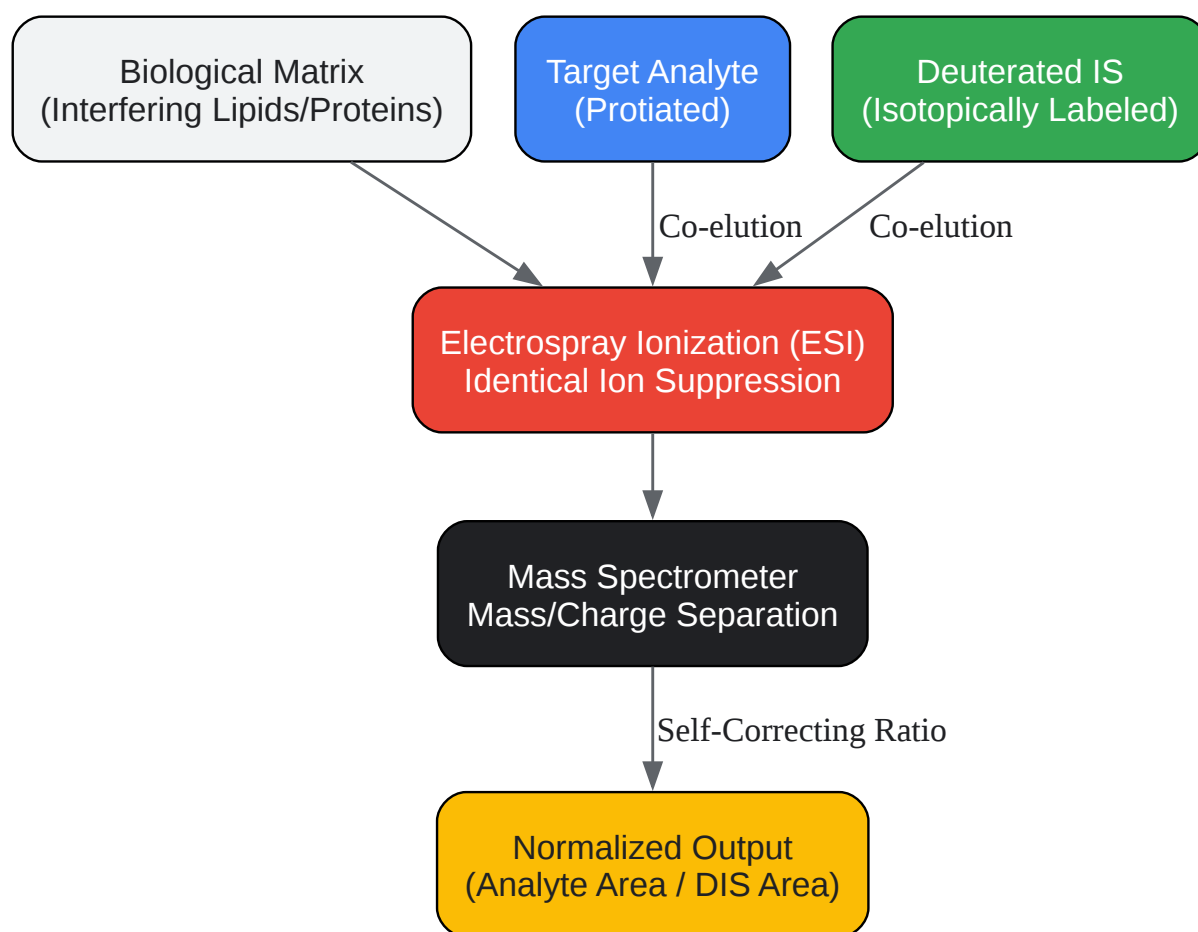 Biological Matrix
(Interfering Lipids/Proteins)
Target Analyte
(Protiated)
Deuterated IS
(Isotopically Labeled)
Co-elution
Co-elution
Electrospray Ionization (ESI)
Identical Ion Suppression
Mass Spectrometer
Mass/Charge Separation
Self-Correcting Ratio
Normalized Output
(Analyte Area / DIS Area)